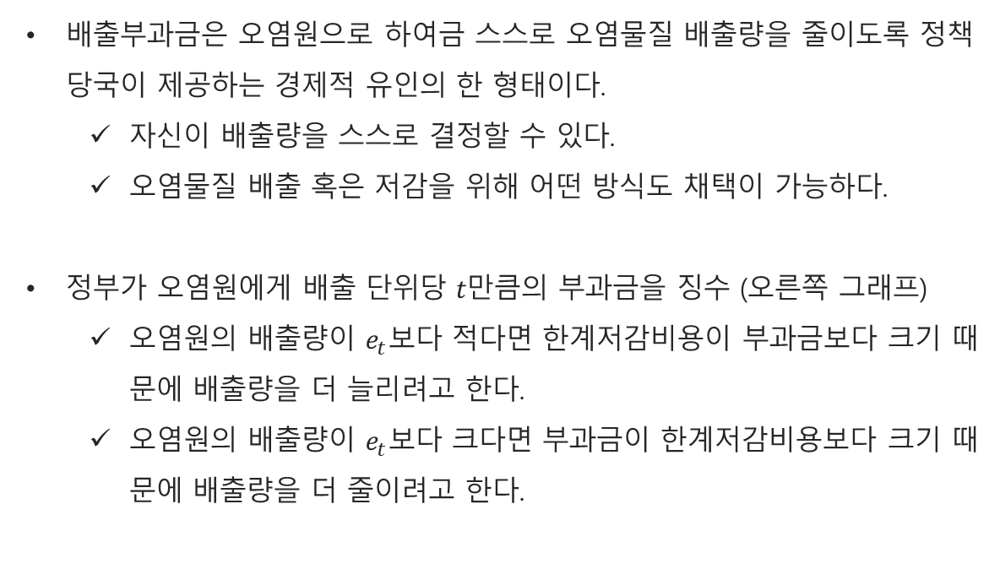 • 배출부과금은 오염원으로 하여금 스스로 오염물질 배출량을 줄이도록 정책
당국이 제공하는 경제적 유인의 한 형태이다.
✓ 자신이 배출량을 스스로 결정할 수 있다.
✓ 오염물질 배출 혹은 저감을 위해 어떤 방식도 채택이 가능하다.
• 정부가 오염원에게 배출 단위당 t만큼의 부과금을 징수 (오른쪽 그래프)
✓ 오염원의 배출량이 e_t보다 적다면 한계저감비용이 부과금보다 크기 때
문에 배출량을 더 늘리려고 한다.
✓ 오염원의 배출량이 e_t보다 크다면 부과금이 한계저감비용보다 크기 때
문에 배출량을 더 줄이려고 한다.